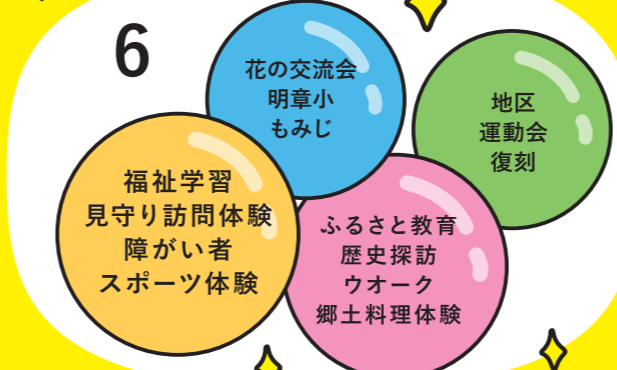 6
花の交流会
明章小
もみじ
地区
運動会
復刻
福祉学習
見守り訪問体験
障がい者
スポーツ体験
ふるさと教育
歴史探訪
ウオーク
郷土料理体験